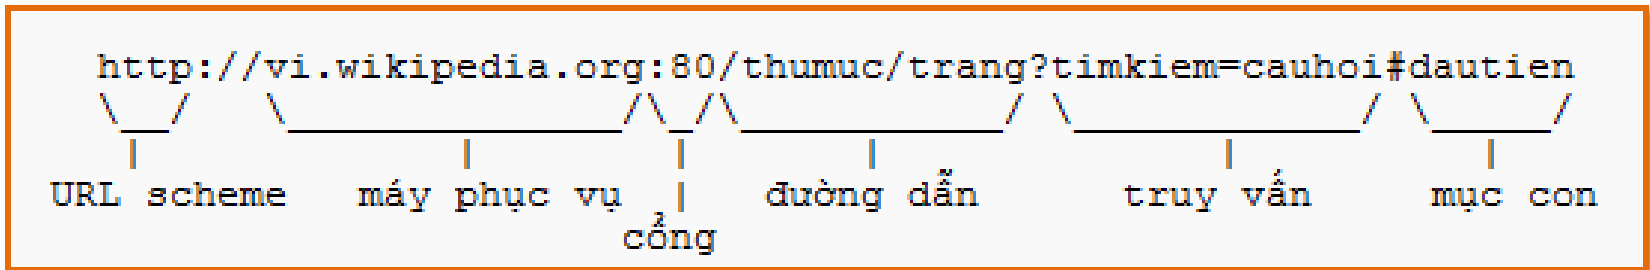 http://vi.wikipedia.org:80/thumuc/trang?timkiem=cauhoi#dautien
URL scheme máy phục vụ đường dẫn truy vấn mục con
cổng